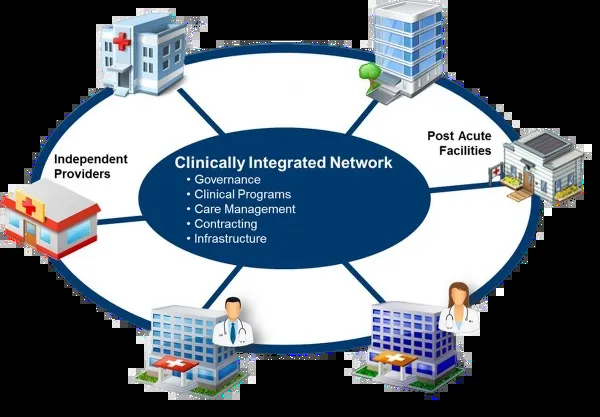 Independent
Providers
Post Acute
Facilities
Clinically Integrated Network
• Governance
• Clinical Programs
• Care Management
• Contracting
• Infrastructure